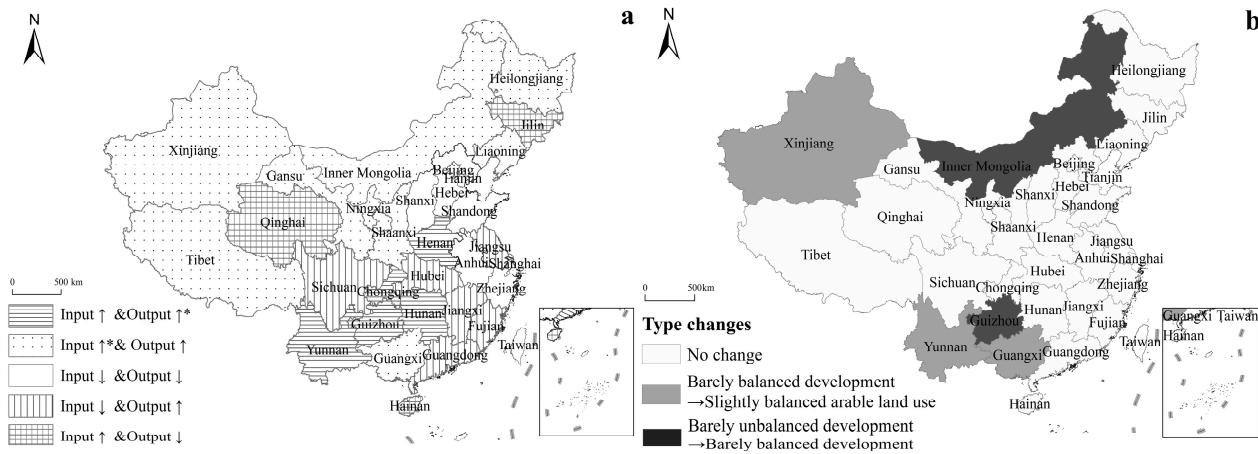 N
a
Heilongjiang
Jilin
Xinjiang
Liaoning
Beijing
Gansu
Inner Mongolia
Tianjin
Hebei
Ningxia
Shanxi
Shandong
Qinghai
Shaanxi
Henan
Jiangsu
Tibet
Anhui
Shanghai
Hubei
Sichuan
Zhejiang
Chongqing
Hunan
Jiangxi
Guizhou
Fujian
Yunnan
Taiwan
Guangxi
Guangdong
Hainan
0 500 km
Input ↑ &Output ↑*
Input ↑*& Output ↑
Input ↓ &Output ↓
Input ↓ &Output ↑
Input ↑ &Output ↓
N
b
Heilongjiang
Jilin
Xinjiang
Liaoning
Gansu
Inner Mongolia
Beijing
Tianjin
Hebei
Shanxi
Ningxia
Shandong
Qinghai
Shaanxi
Henan
Jiangsu
Tibet
Anhui
Shanghai
Hubei
Sichuan
Chongqing
Zhejiang
Hunan
Jiangxi
Guizhou
Fujian
Yunnan
Guangxi
Guangdong
Taiwan
Hainan
Guangxi Taiwan
Hainan
0 500km
Type changes
No change
Barely balanced development
→Slightly balanced arable land use
Barely unbalanced development
→Barely balanced development